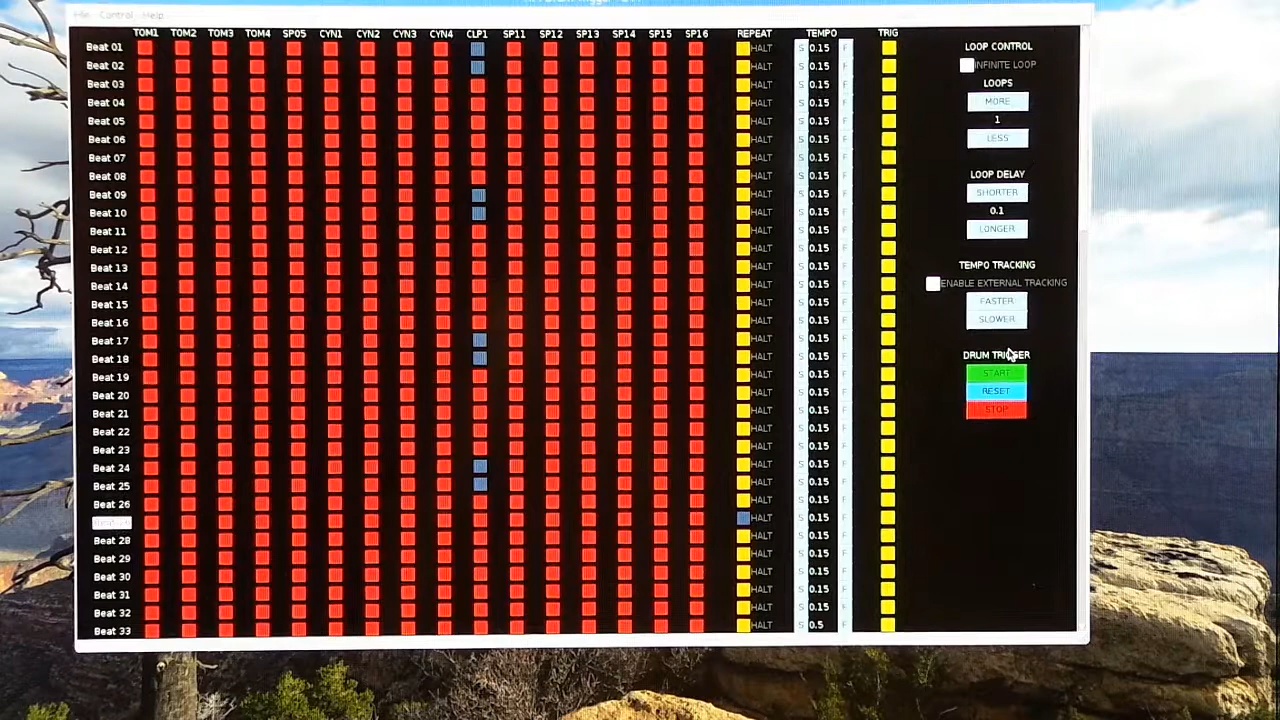 File Control Help
TOM1 TOM2 TOM3 TOM4 SP05 CYN1 CYN2 CYN3 CYN4 CLP1 SP11 SP12 SP13 SP14 SP15 SP16 REPEAT TEMPO TRIG
Beat 01 HALT S 0.15 F
Beat 02 HALT S 0.15 F
Beat 03 HALT S 0.15 F
Beat 04 HALT S 0.15 F
Beat 05 HALT S 0.15 F
Beat 06 HALT S 0.15 F
Beat 07 HALT S 0.15 F
Beat 08 HALT S 0.15 F
Beat 09 HALT S 0.15 F
Beat 10 HALT S 0.15 F
Beat 11 HALT S 0.15 F
Beat 12 HALT S 0.15 F
Beat 13 HALT S 0.15 F
Beat 14 HALT S 0.15 F
Beat 15 HALT S 0.15 F
Beat 16 HALT S 0.15 F
Beat 17 HALT S 0.15 F
Beat 18 HALT S 0.15 F
Beat 19 HALT S 0.15 F
Beat 20 HALT S 0.15 F
Beat 21 HALT S 0.15 F
Beat 22 HALT S 0.15 F
Beat 23 HALT S 0.15 F
Beat 24 HALT S 0.15 F
Beat 25 HALT S 0.15 F
Beat 26 HALT S 0.15 F
HALT S 0.15 F
Beat 28 HALT S 0.15 F
Beat 29 HALT S 0.15 F
Beat 30 HALT S 0.15 F
Beat 31 HALT S 0.15 F
Beat 32 HALT S 0.15 F
Beat 33 HALT S 0.5 F
LOOP CONTROL
INFINITE LOOP
LOOPS
MORE
1
LESS
LOOP DELAY
SHORTER
0.1
LONGER
TEMPO TRACKING
ENABLE EXTERNAL TRACKING
FASTER
SLOWER
DRUM TRIGGER
START
RESET
STOP